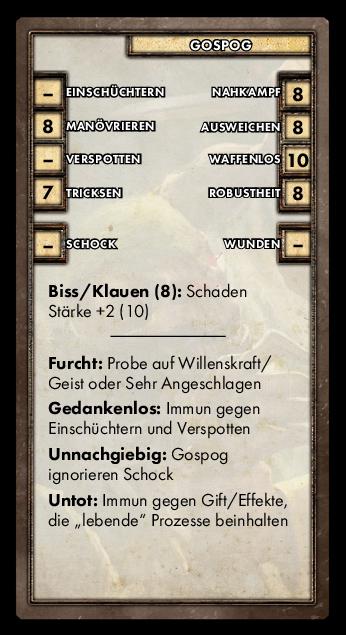 GOSPOG
– EINSCHÜCHTERN NAHKAMPF 8
8 MANÖVRIEREN AUSWEICHEN 8
– VERSPOTTEN WAFFENLOS 10
7 TRICKSEN ROBUSTHEIT 8
– SCHOCK WUNDEN –
Biss/Klauen (8): Schaden
Stärke +2 (10)
Furcht: Probe auf Willenskraft/
Geist oder Sehr Angeschlagen
Gedankenlos: Immun gegen
Einschüchtern und Verspotten
Unnachgiebig: Gospog
ignorieren Schock
Untot: Immun gegen Gift/Effekte,
die „lebende“ Prozesse beinhalten